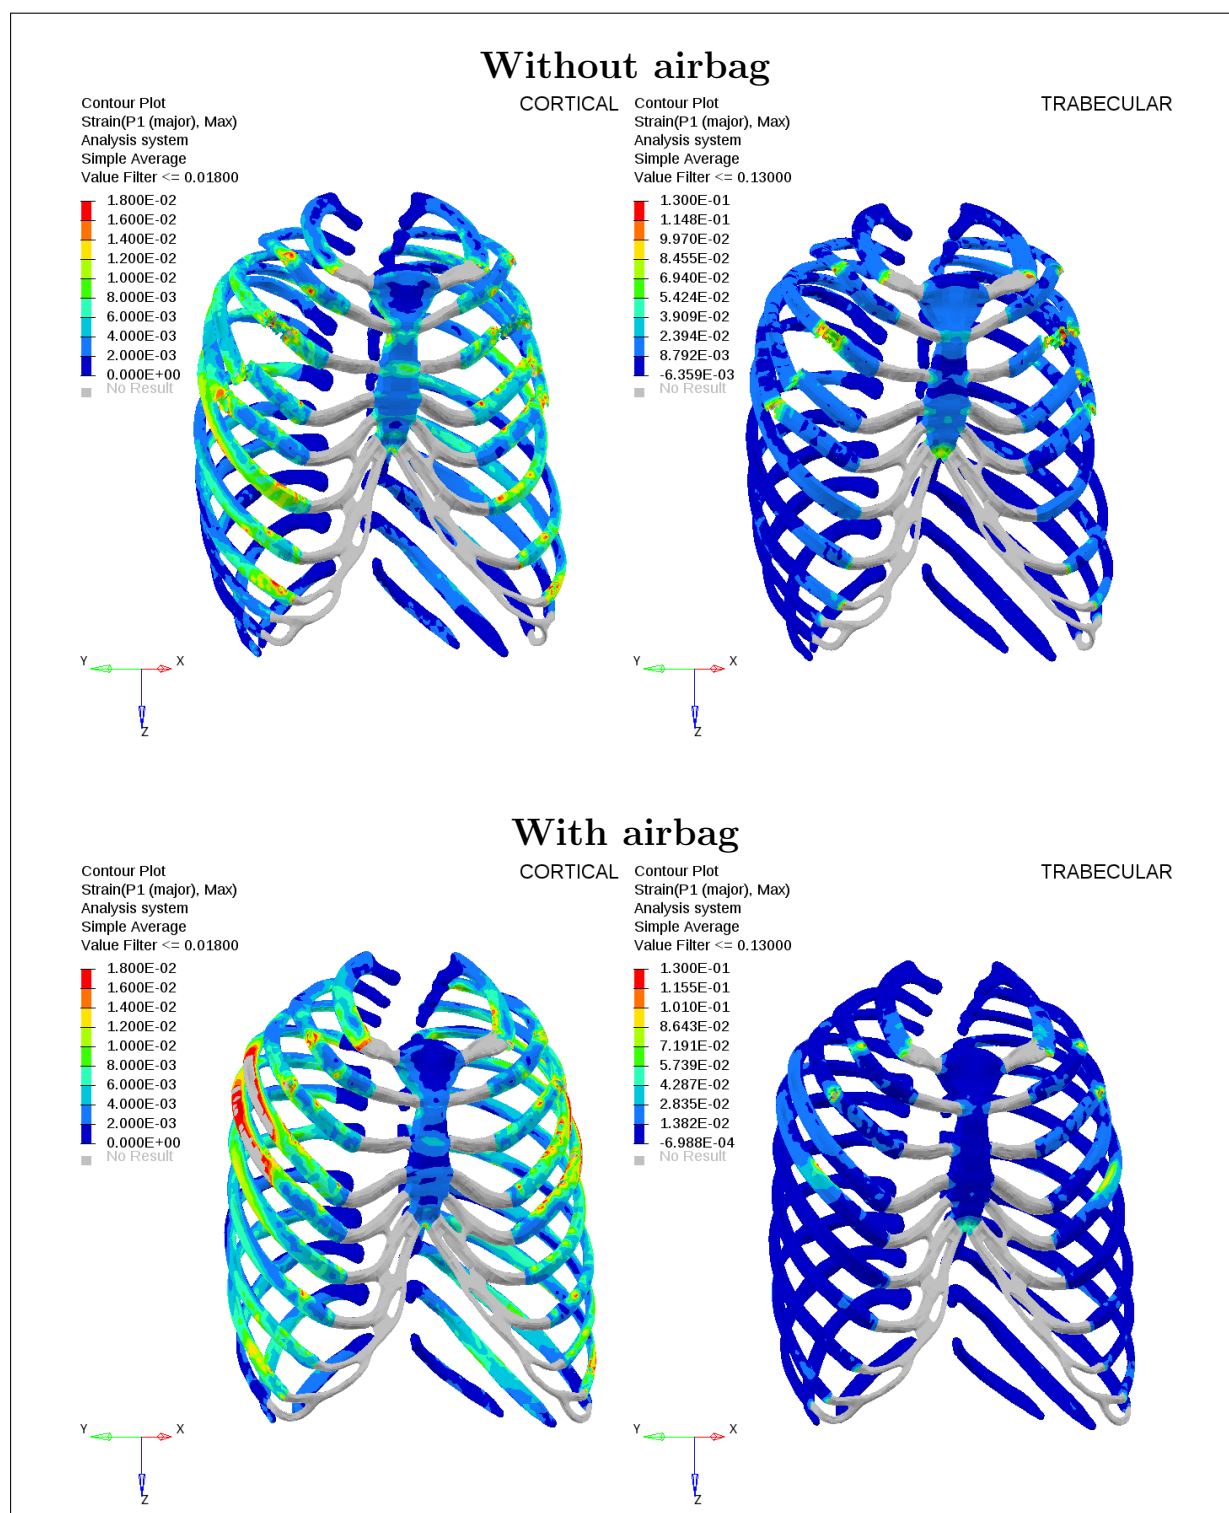 Without airbag
Contour Plot
Strain(P1 (major), Max)
Analysis system
Simple Average
Value Filter <= 0.01800
CORTICAL
1.800E-02
1.600E-02
1.400E-02
1.200E-02
1.000E-02
8.000E-03
6.000E-03
4.000E-03
2.000E-03
0.000E+00
No Result
Y
X
Z
Contour Plot
Strain(P1 (major), Max)
Analysis system
Simple Average
Value Filter <= 0.13000
TRABECULAR
1.300E-01
1.148E-01
9.970E-02
8.455E-02
6.940E-02
5.424E-02
3.909E-02
2.394E-02
8.792E-03
-6.359E-03
No Result
Y
X
Z
With airbag
Contour Plot
Strain(P1 (major), Max)
Analysis system
Simple Average
Value Filter <= 0.01800
CORTICAL
1.800E-02
1.600E-02
1.400E-02
1.200E-02
1.000E-02
8.000E-03
6.000E-03
4.000E-03
2.000E-03
0.000E+00
No Result
Y
X
Z
Contour Plot
Strain(P1 (major), Max)
Analysis system
Simple Average
Value Filter <= 0.13000
TRABECULAR
1.300E-01
1.155E-01
1.010E-01
8.643E-02
7.191E-02
5.739E-02
4.287E-02
2.835E-02
1.382E-02
-6.988E-04
No Result
Y
X
Z